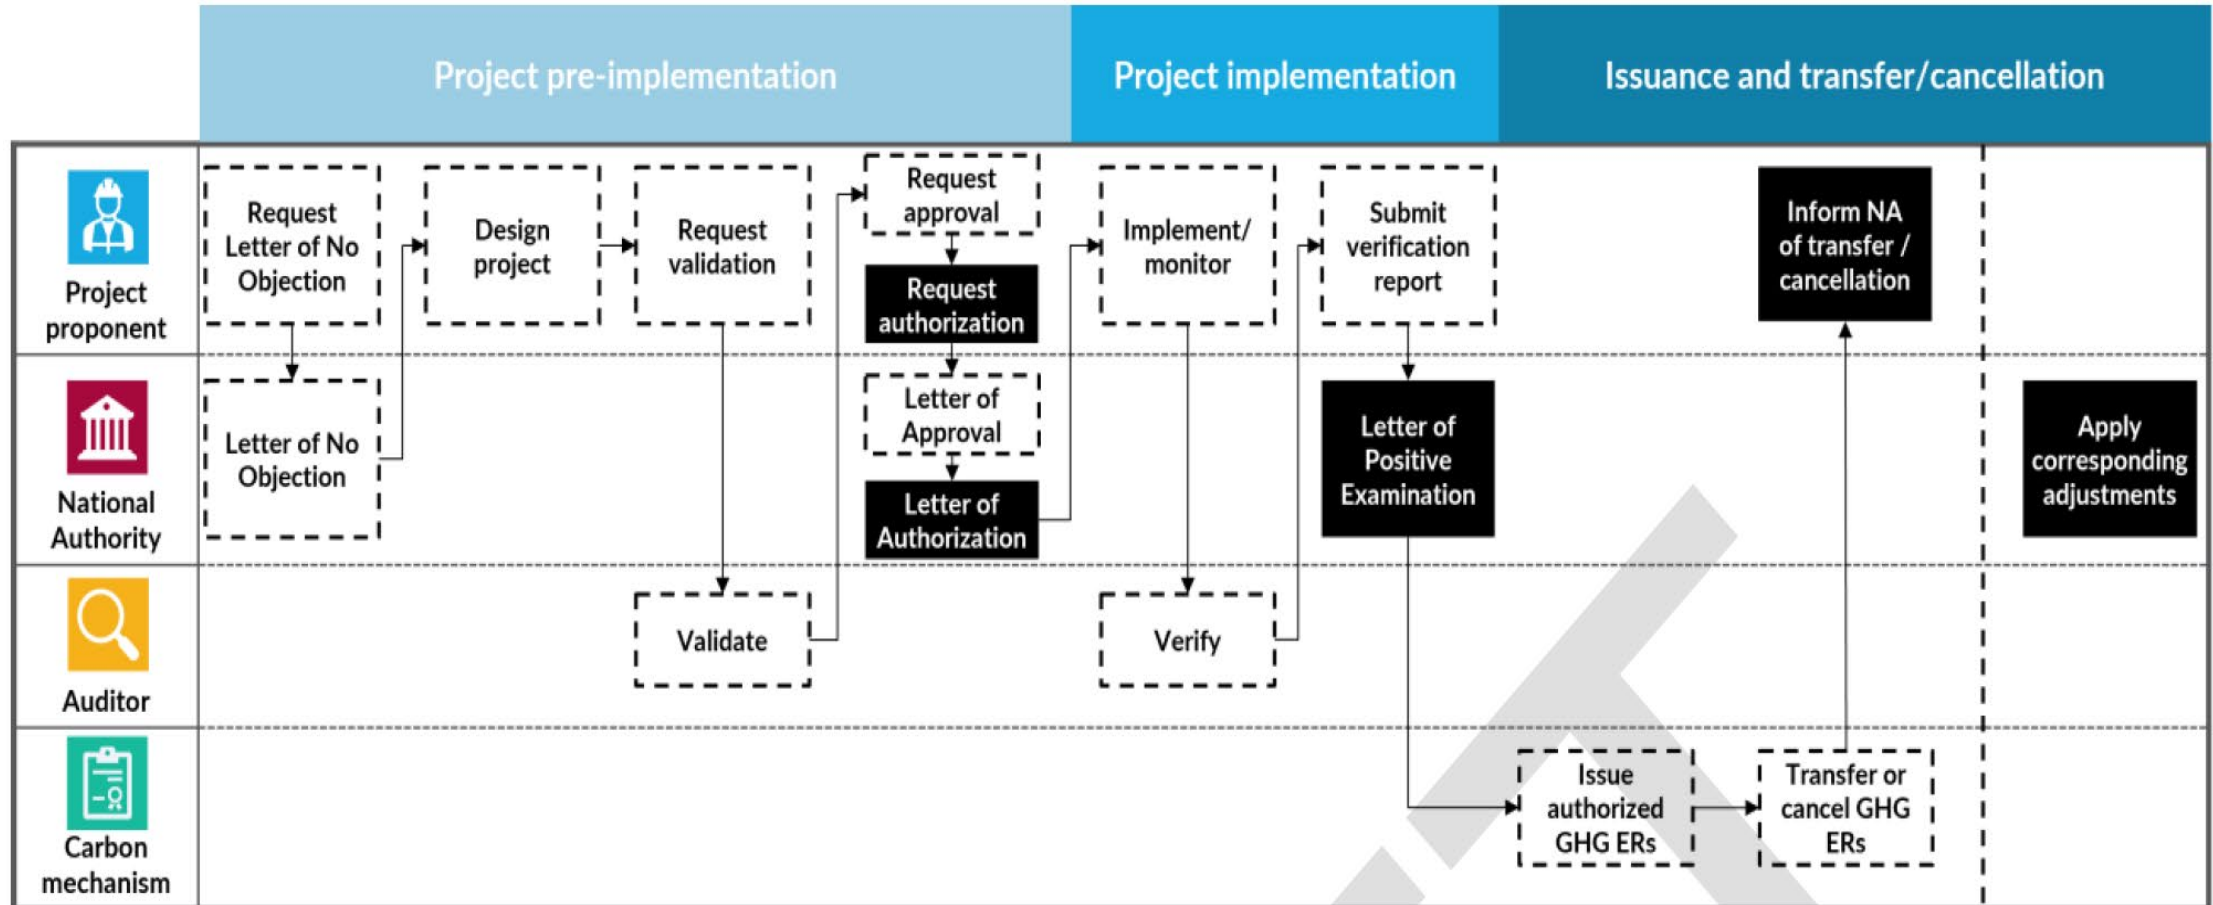 Project pre-implementation
Project implementation
Issuance and transfer/cancellation
Project
proponent
Request
Letter of No
Objection
Design
project
Request
validation
Request
approval
Request
authorization
Implement/
monitor
Submit
verification
report
Inform NA
of transfer /
cancellation
National
Authority
Letter of No
Objection
Letter of
Approval
Letter of
Authorization
Letter of
Positive
Examination
Apply
corresponding
adjustments
Auditor
Validate
Verify
Carbon
mechanism
Issue
authorized
GHG ERs
Transfer or
cancel GHG
ERs